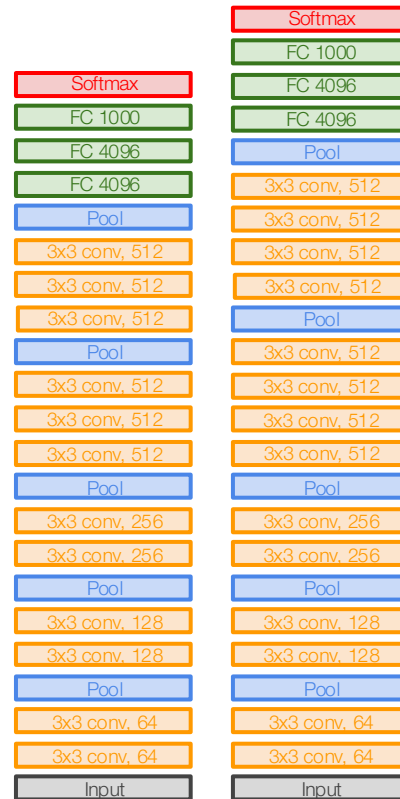 Softmax
FC 1000
FC 4096
FC 4096
Pool
3x3 conv, 512
3x3 conv, 512
3x3 conv, 512
Pool
3x3 conv, 512
3x3 conv, 512
3x3 conv, 512
Pool
3x3 conv, 256
3x3 conv, 256
Pool
3x3 conv, 128
3x3 conv, 128
Pool
3x3 conv, 64
3x3 conv, 64
Input
Softmax
FC 1000
FC 4096
FC 4096
Pool
3x3 conv, 512
3x3 conv, 512
3x3 conv, 512
3x3 conv, 512
Pool
3x3 conv, 512
3x3 conv, 512
3x3 conv, 512
3x3 conv, 512
Pool
3x3 conv, 256
3x3 conv, 256
Pool
3x3 conv, 128
3x3 conv, 128
Pool
3x3 conv, 64
3x3 conv, 64
Input